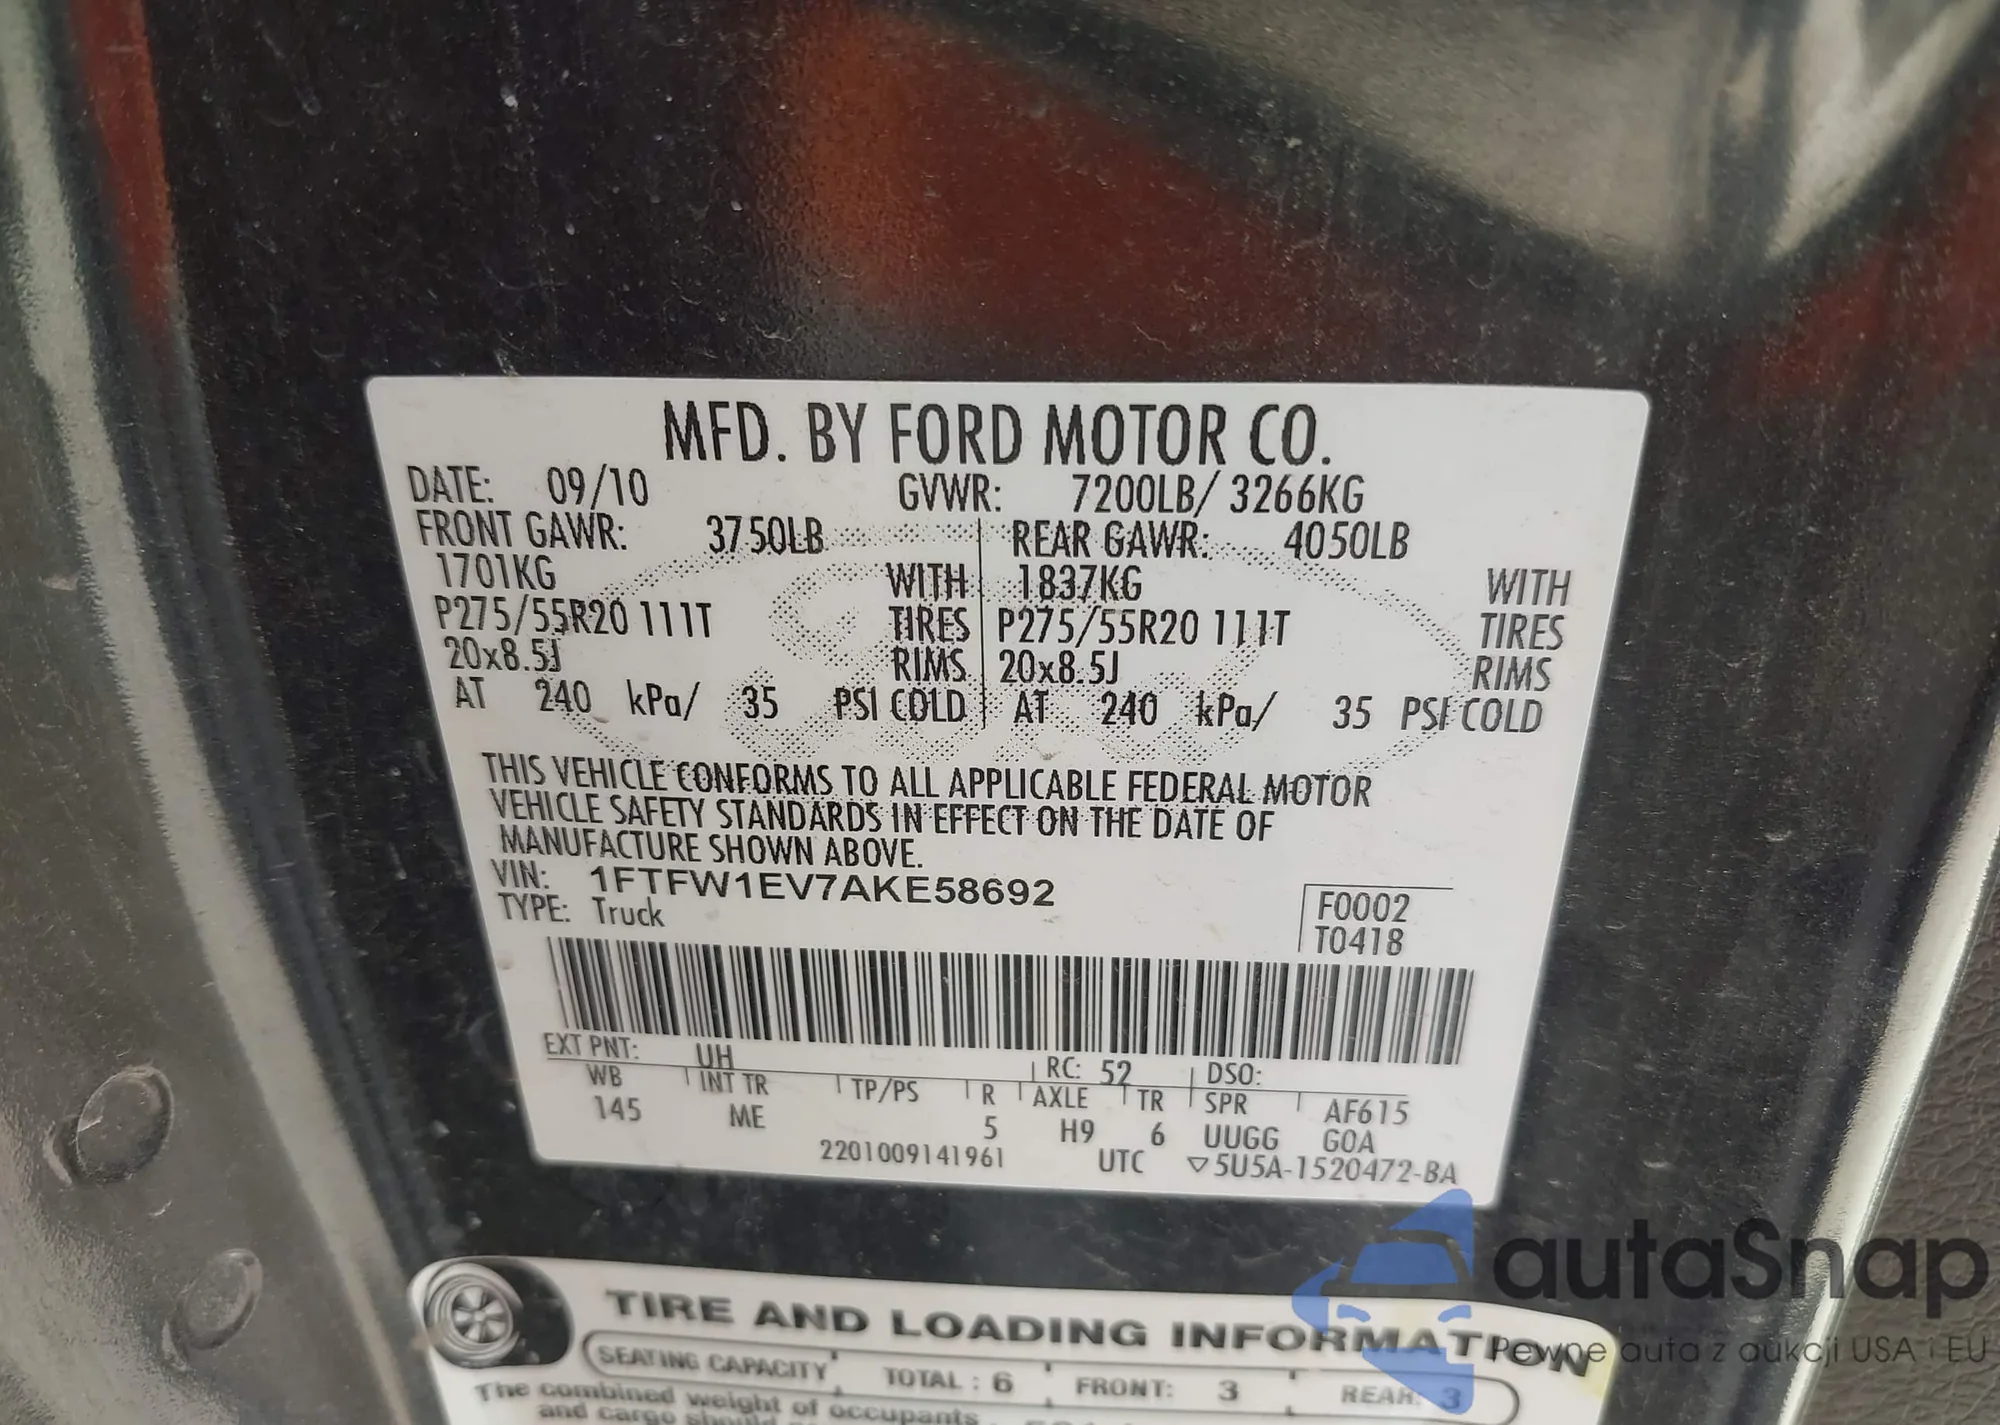 MFD. BY FORD MOTOR CO.
DATE: 09/10 GVWR: 7200LB/ 3266KG
FRONT GAWR: 3750LB REAR GAWR: 4050LB
1701KG WITH 1837KG WITH
P275/55R20 111T TIRES P275/55R20 111T TIRES
20x8.5J RIMS 20x8.5J RIMS
AT 240 kPa/ 35 PSI COLD AT 240 kPa/ 35 PSI COLD
THIS VEHICLE CONFORMS TO ALL APPLICABLE FEDERAL MOTOR
VEHICLE SAFETY STANDARDS IN EFFECT ON THE DATE OF
MANUFACTURE SHOWN ABOVE.
VIN: 1FTFW1EV7AKE58692
TYPE: Truck
F0002
T0418
EXT PNT: UH RC: 52 DSO:
WB INT TR TP/PS R AXLE TR SPR AF615
145 ME 5 H9 6 UUGG GOA
2201009141961 UTC ▽5U5A-1520472-BA
TIRE AND LOADING INFORMATION
SEATING CAPACITY TOTAL : 6 FRONT: 3 REAR: 3
The combined weight of occupants
and cargo should
autaSnap
Pewne auta z aukcji USA i EU